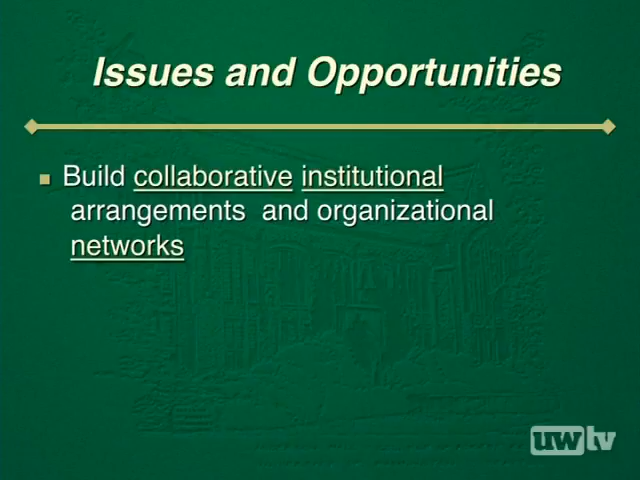 Issues and Opportunities
Build collaborative institutional
arrangements and organizational
networks
uwtv